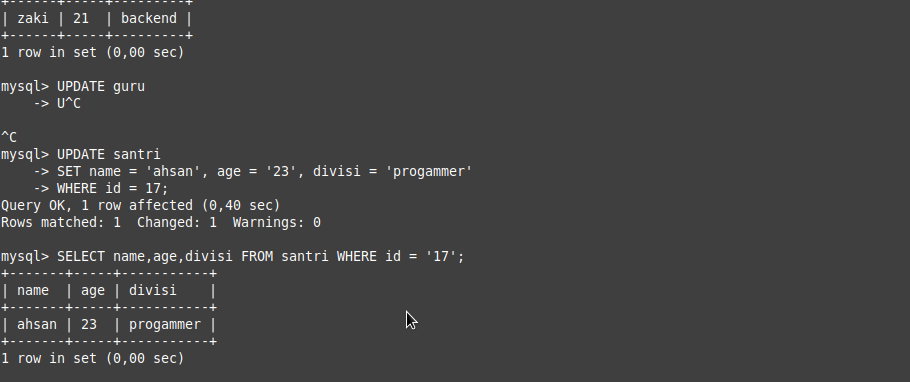 +------+-----+---------+
| zaki | 21  | backend |
+------+-----+---------+
1 row in set (0,00 sec)

mysql> UPDATE guru
    -> U^C

^C
mysql> UPDATE santri
    -> SET name = 'ahsan', age = '23', divisi = 'progammer'
    -> WHERE id = 17;
Query OK, 1 row affected (0,40 sec)
Rows matched: 1  Changed: 1  Warnings: 0

mysql> SELECT name,age,divisi FROM santri WHERE id = '17';
+-------+-----+-----------+
| name  | age | divisi    |
+-------+-----+-----------+
| ahsan | 23  | progammer |
+-------+-----+-----------+
1 row in set (0,00 sec)